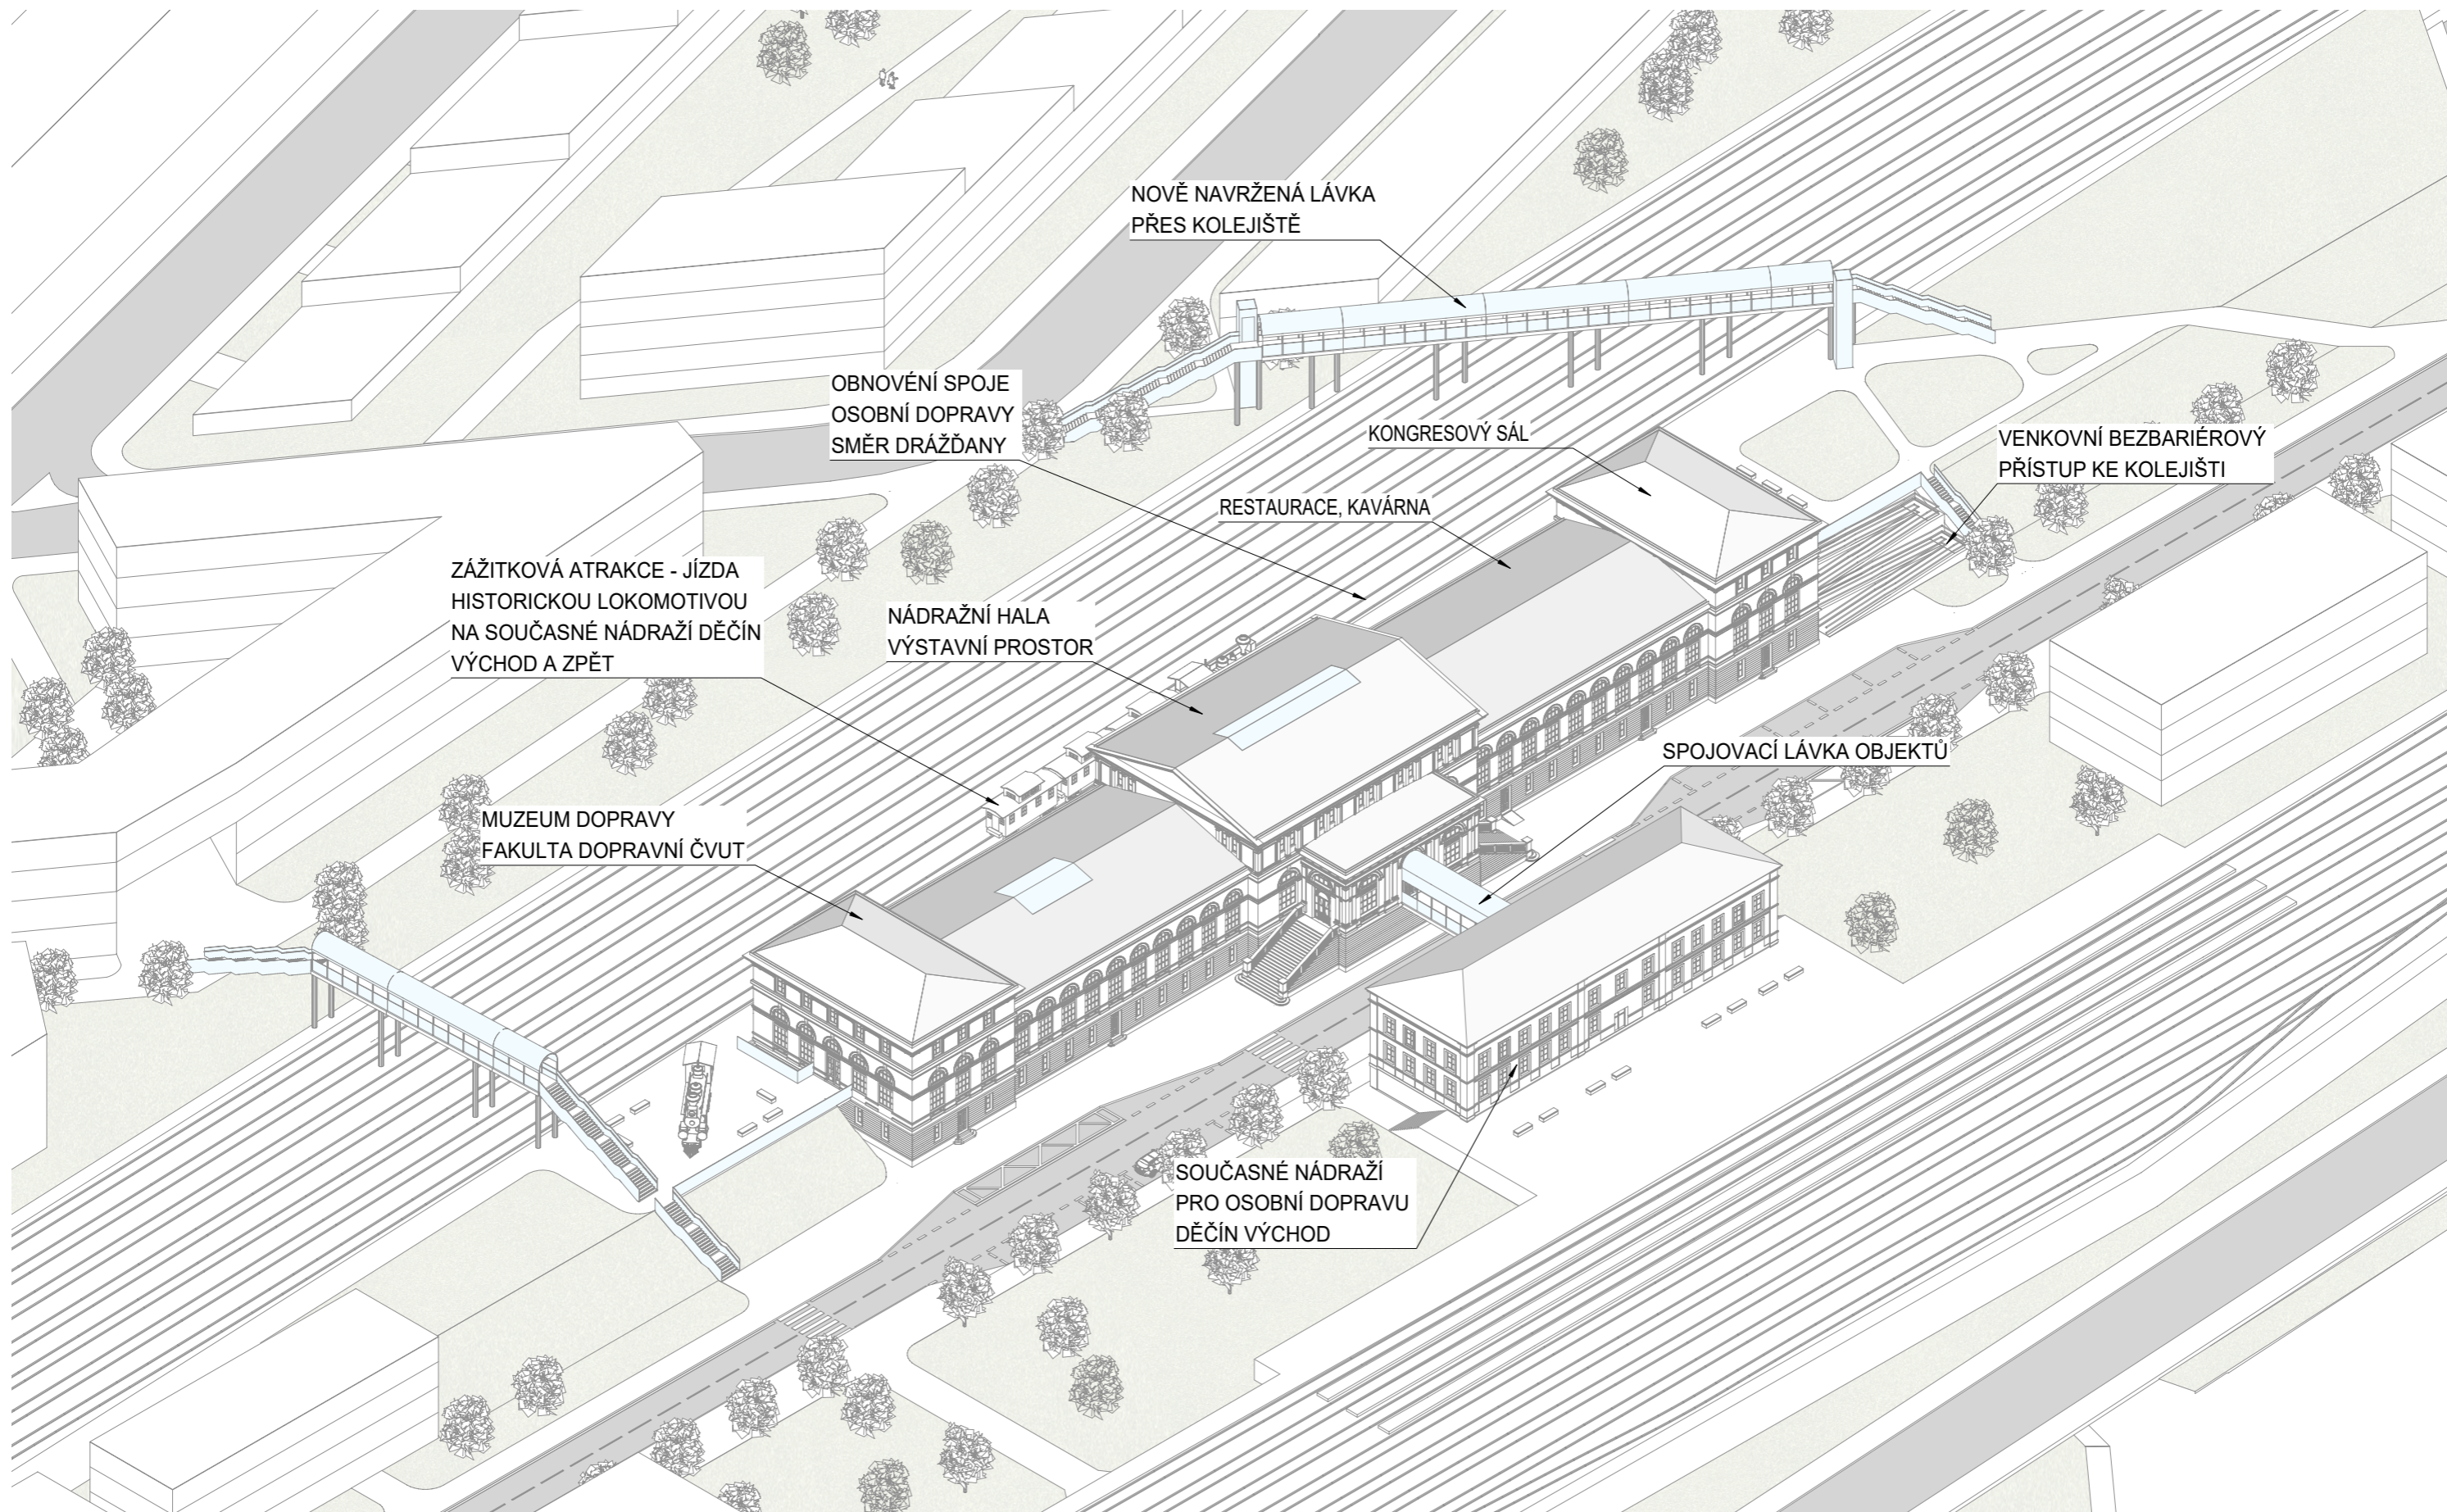 NOVĚ NAVRŽENÁ LÁVKA
PŘES KOLEJIŠTĚ
OBNOVÉNÍ SPOJE
OSOBNÍ DOPRAVY
SMĚR DRÁŽĎANY
KONGRESOVÝ SÁL
VENKOVNÍ BEZBARIÉROVÝ
PŘÍSTUP KE KOLEJIŠTI
RESTAURACE, KAVÁRNA
ZÁŽITKOVÁ ATRAKCE - JÍZDA
HISTORICKOU LOKOMOTIVOU
NA SOUČASNÉ NÁDRAŽÍ DĚČÍN
VÝCHOD A ZPĚT
NÁDRAŽNÍ HALA
VÝSTAVNÍ PROSTOR
SPOJOVACÍ LÁVKA OBJEKTŮ
MUZEUM DOPRAVY
FAKULTA DOPRAVNÍ ČVUT
SOUČASNÉ NÁDRAŽÍ
PRO OSOBNÍ DOPRAVU
DĚČÍN VÝCHOD